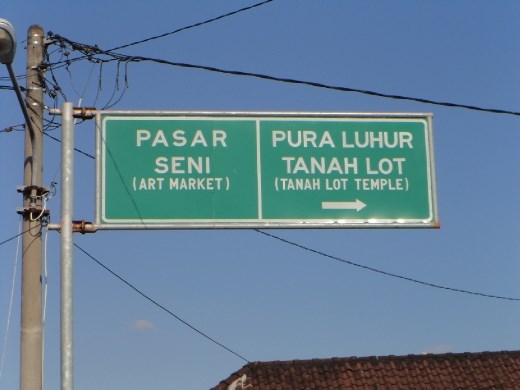 PASAR
SENI
(ART MARKET)
PURA LUHUR
TANAH LOT
(TANAH LOT TEMPLE)